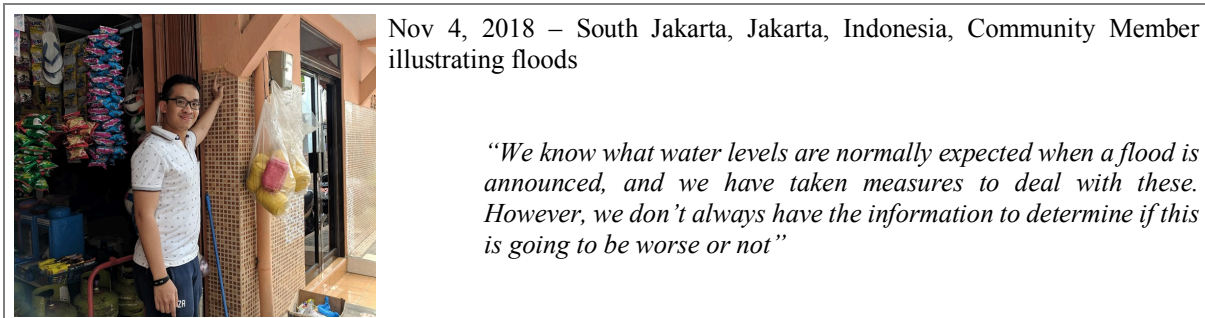 Nov 4, 2018 – South Jakarta, Jakarta, Indonesia, Community Member
illustrating floods
“We know what water levels are normally expected when a flood is
announced, and we have taken measures to deal with these.
However, we don’t always have the information to determine if this
is going to be worse or not”